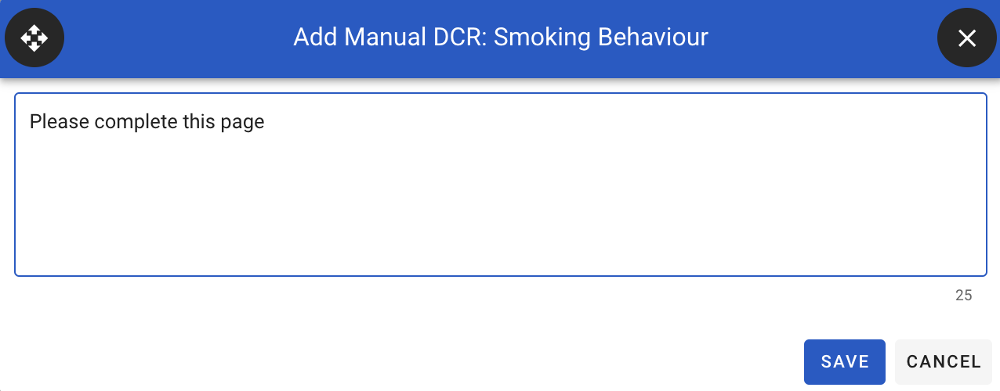 Add Manual DCR: Smoking Behaviour
Please complete this page
25
SAVE CANCEL